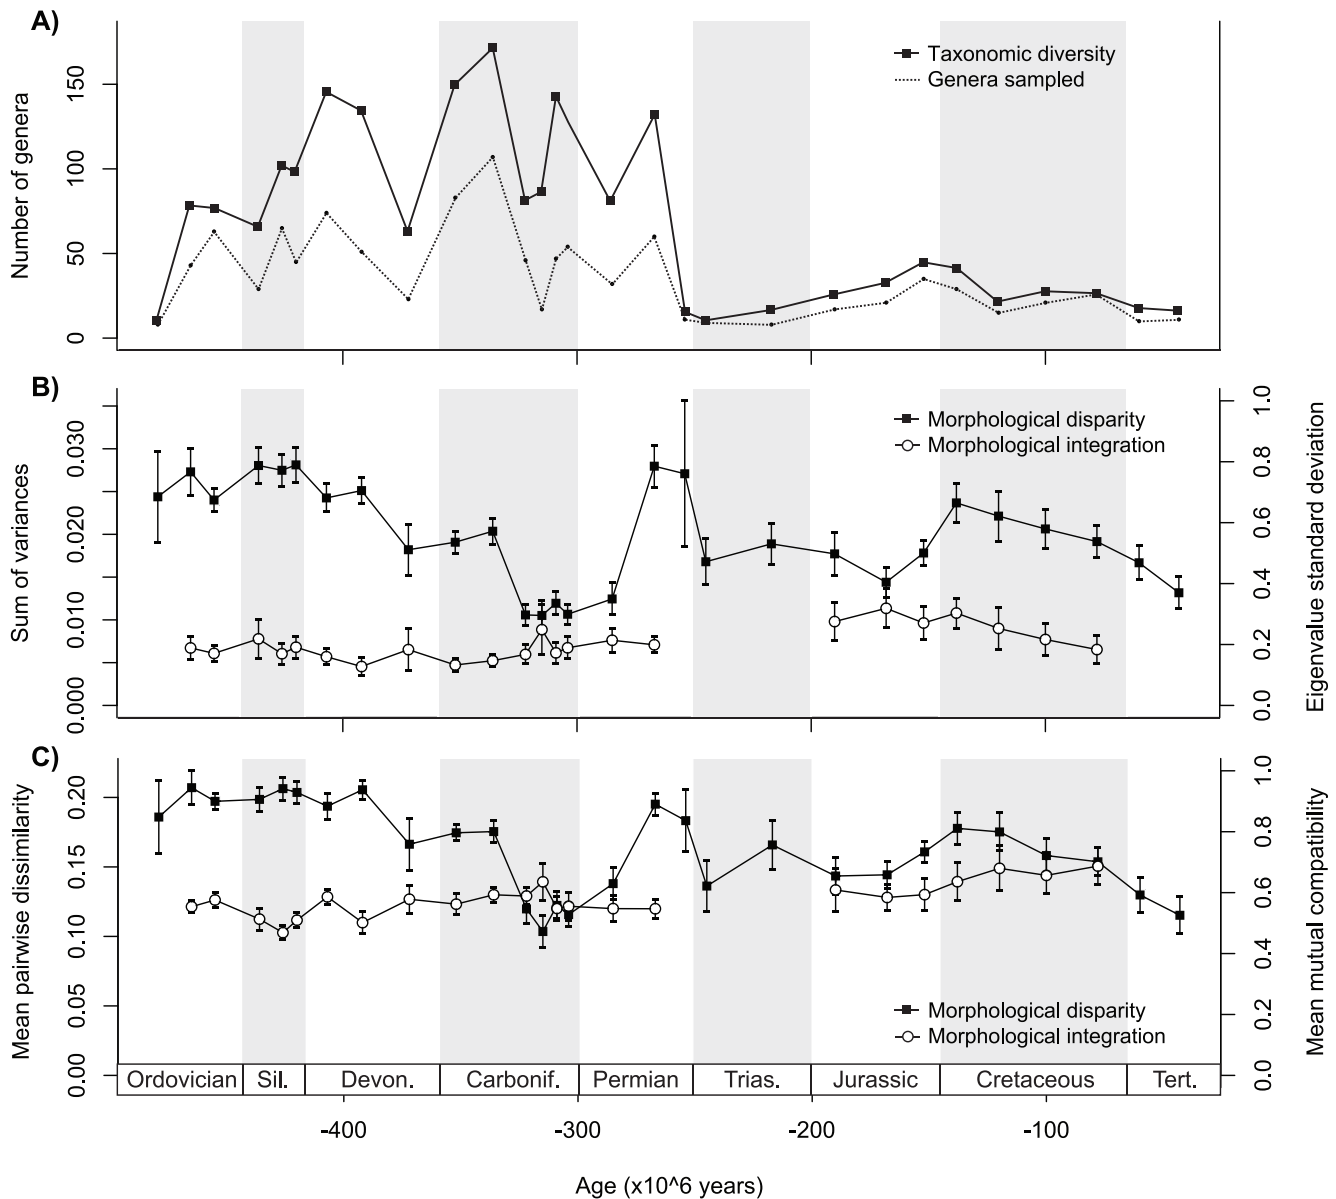 A)
Number of genera
150
100
50
0
Taxonomic diversity
Genera sampled
B)
Sum of variances
0.030
0.020
0.010
0.000
Morphological disparity
Morphological integration
1.0
0.8
0.6
0.4
0.2
0.0
Eigenvalue standard deviation
C)
Mean pairwise dissimilarity
0.20
0.15
0.10
0.05
0.00
Morphological disparity
Morphological integration
1.0
0.8
0.6
0.4
0.2
0.0
Mean mutual compatibility
Ordovician Sil. Devon. Carbonif. Permian Trias. Jurassic Cretaceous Tert.
-400 -300 -200 -100
Age (x10^6 years)